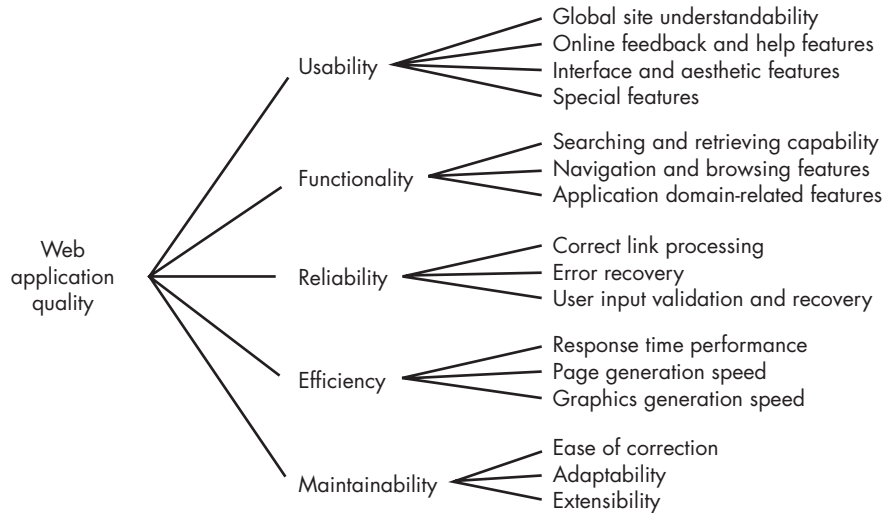 Web
application
quality
Usability
Global site understandability
Online feedback and help features
Interface and aesthetic features
Special features
Functionality
Searching and retrieving capability
Navigation and browsing features
Application domain-related features
Reliability
Correct link processing
Error recovery
User input validation and recovery
Efficiency
Response time performance
Page generation speed
Graphics generation speed
Maintainability
Ease of correction
Adaptability
Extensibility